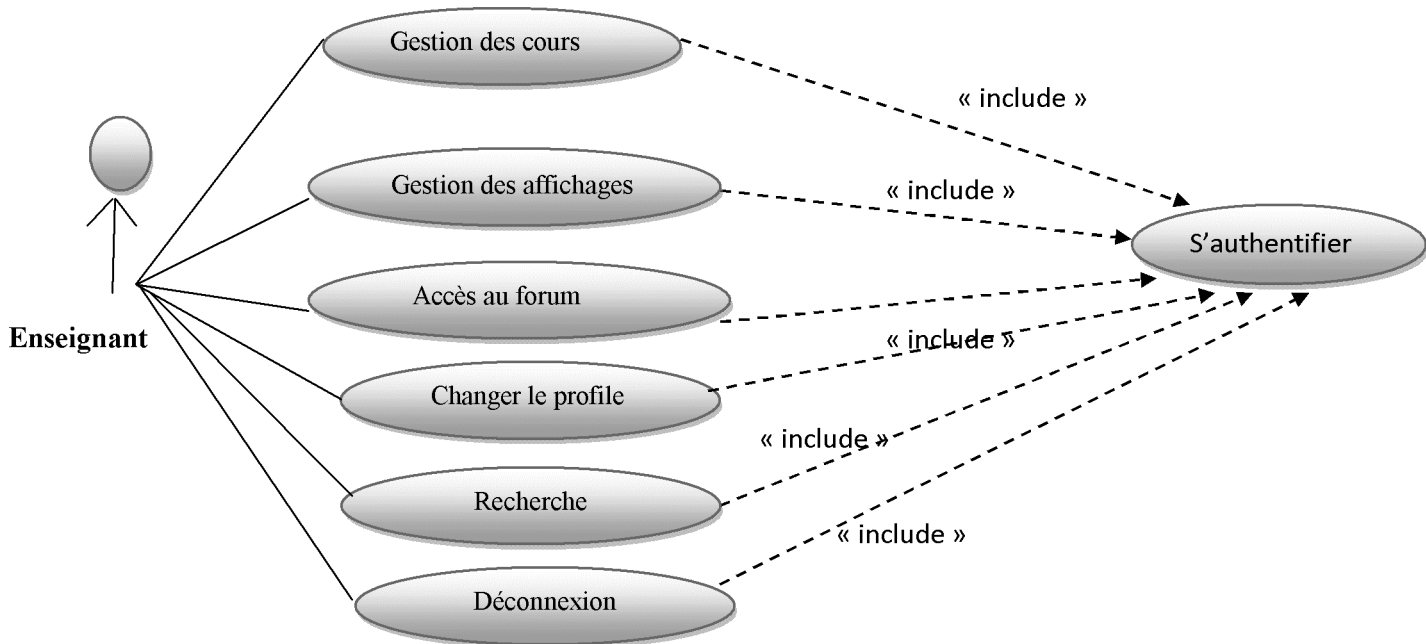 Gestion des cours
« include »
Gestion des affichages
« include »
S’authentifier
Accès au forum
Enseignant
« include »
Changer le profile
« include »
Recherche
« include »
Déconnexion